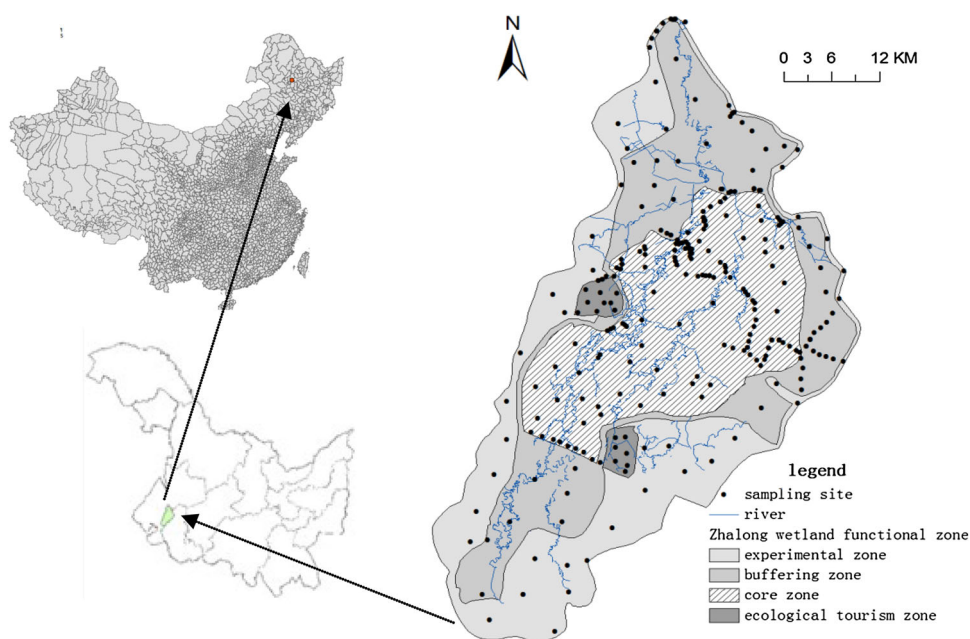 N
0 3 6 12 KM
legend
sampling site
river
Zhalong wetland functional zone
experimental zone
buffering zone
core zone
ecological tourism zone